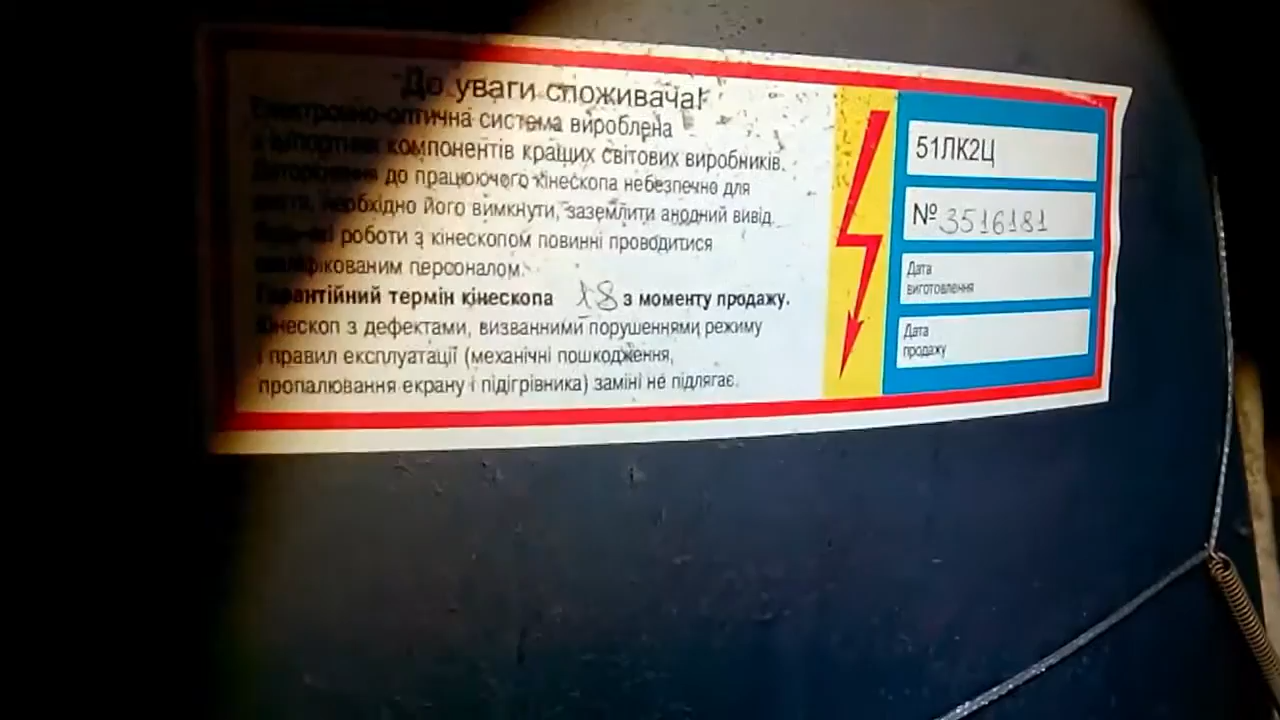 До уваги споживача!
Електронно-оптична система вироблена
з імпортних компонентів кращих світових виробників.
до працюючого кінескопа небезпечно для
життя, необхідно його вимкнути, заземлити анодний вивід.
Будь-які роботи з кінескопом повинні проводитися
кваліфікованим персоналом.
Гарантійний термін кінескопа 18 з моменту продажу.
Кінескоп з дефектами, визванними порушеннями режиму
і правил експлуатації (механічні пошкодження,
пропалювання екрану і підігрівника) заміні не підлягає.
51ЛК2Ц
№ 3516181
Дата
виготовлення
Дата
продажу